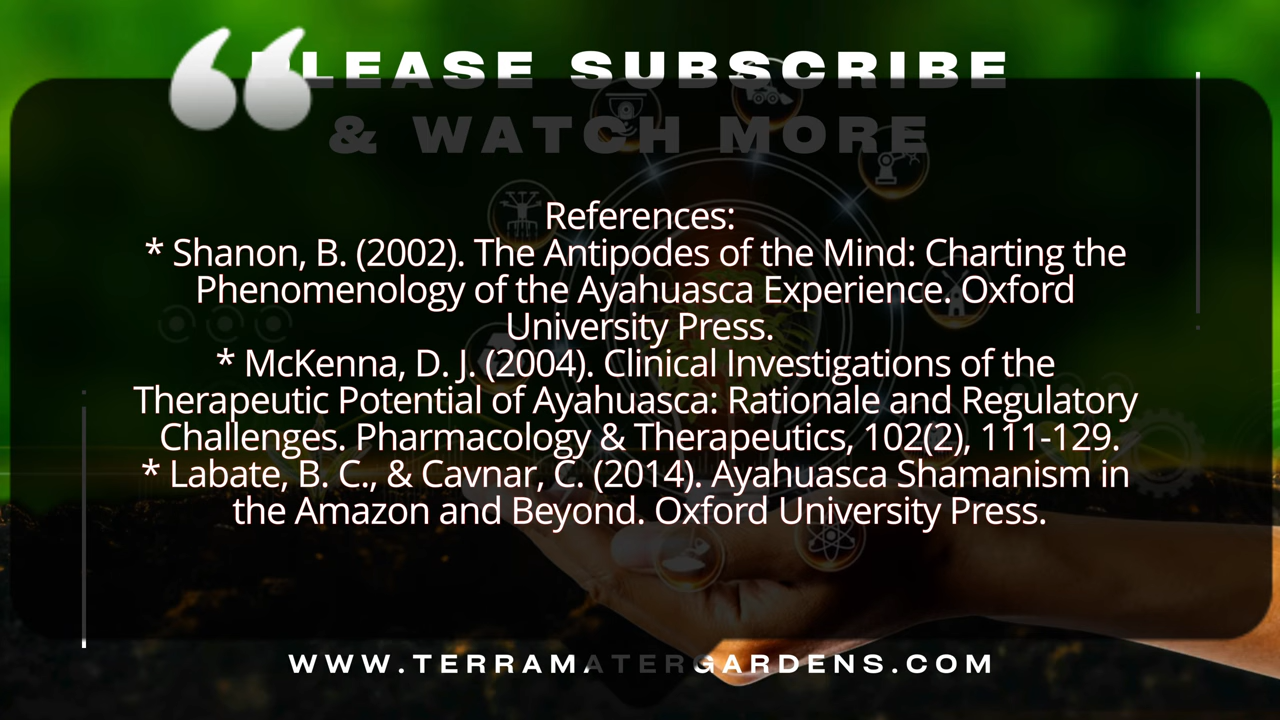 PLEASE SUBSCRIBE
& WATCH MORE
References:
* Shanon, B. (2002). The Antipodes of the Mind: Charting the
Phenomenology of the Ayahuasca Experience. Oxford
University Press.
* McKenna, D. J. (2004). Clinical Investigations of the
Therapeutic Potential of Ayahuasca: Rationale and Regulatory
Challenges. Pharmacology & Therapeutics, 102(2), 111-129.
* Labate, B. C., & Cavnar, C. (2014). Ayahuasca Shamanism in
the Amazon and Beyond. Oxford University Press.
WWW.TERRAMATERGARDENS.COM